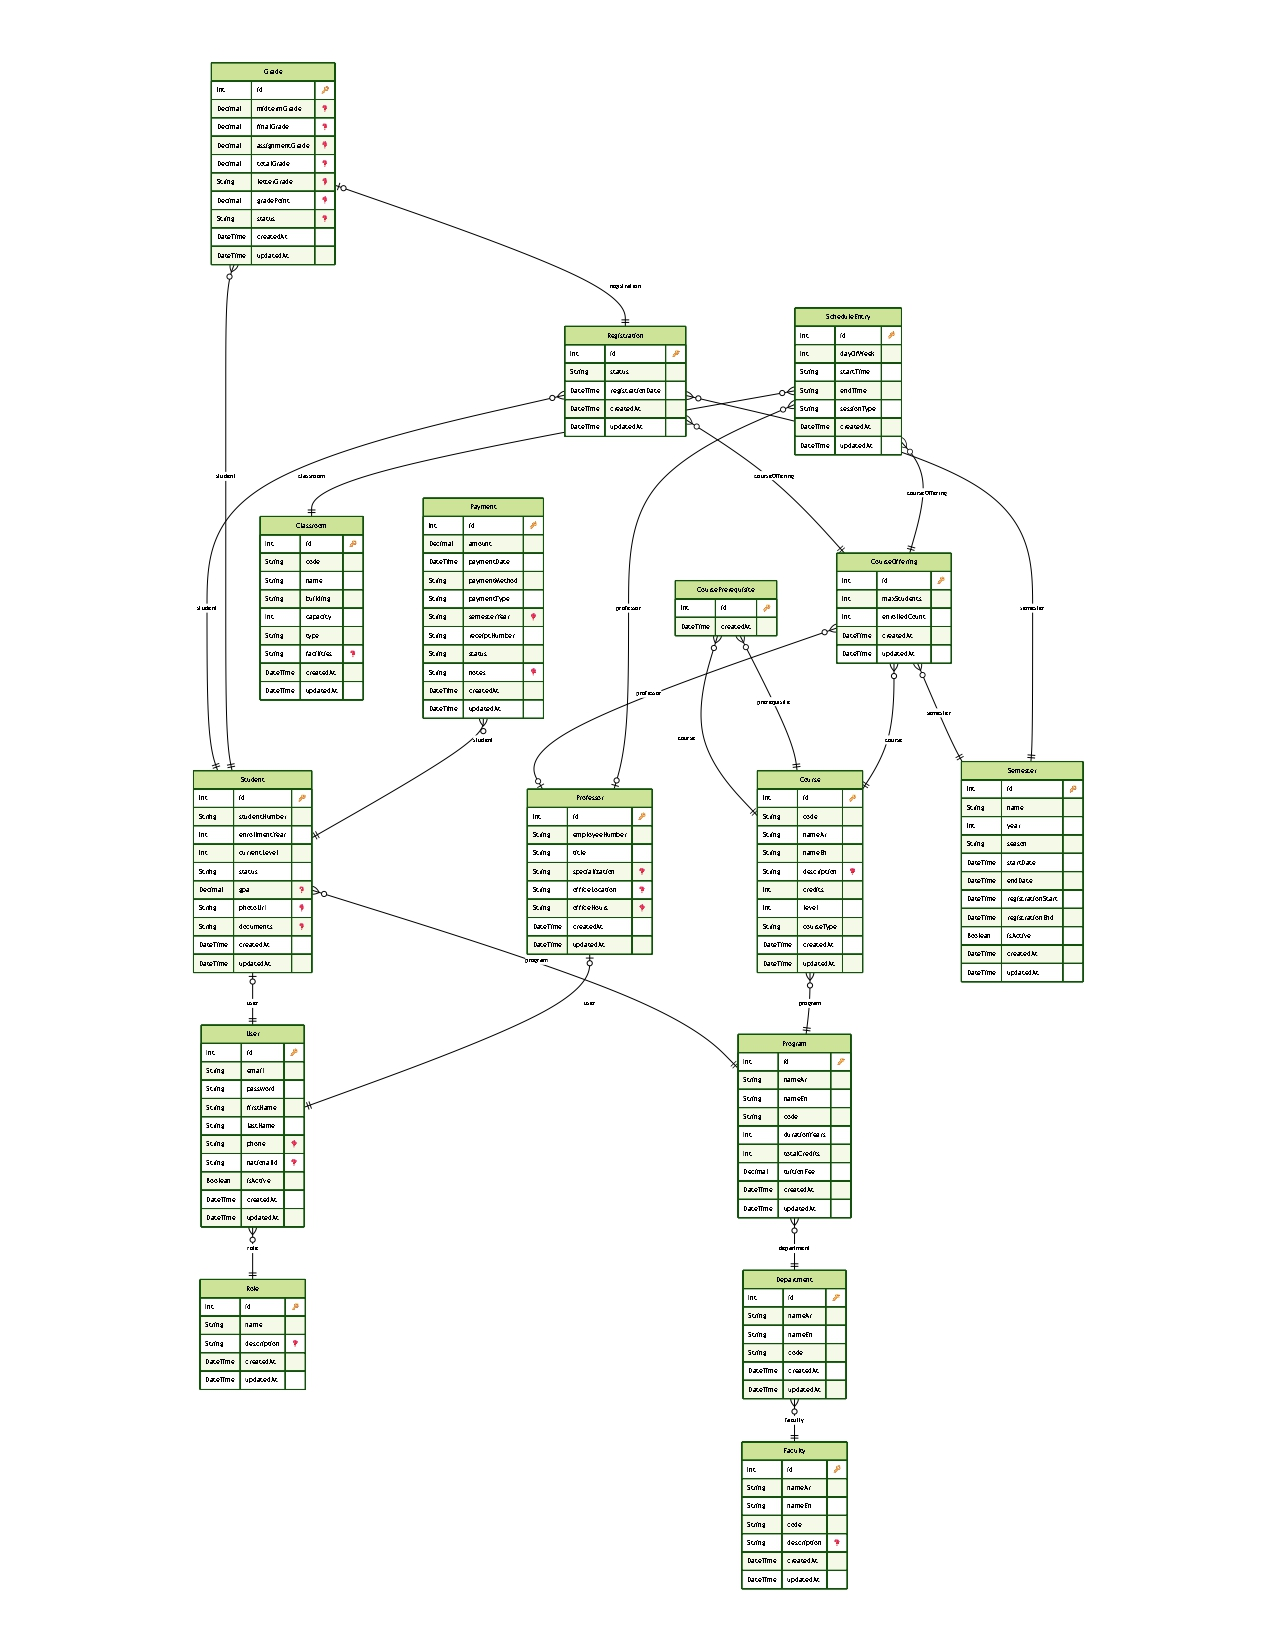 Grade
Int id
Decimal midtermGrade
Decimal finalGrade
Decimal assignmentGrade
Decimal totalGrade
String letterGrade
Decimal gradePoint
String status
DateTime createdAt
DateTime updatedAt
registration
Registration
Int id
String status
DateTime registrationDate
DateTime createdAt
DateTime updatedAt
ScheduleEntry
Int id
Int dayOfWeek
String startTime
String endTime
String sessionType
DateTime createdAt
DateTime updatedAt
student
classroom
courseOffering
courseOffering
Classroom
Int id
String code
String name
String building
Int capacity
String type
String facilities
DateTime createdAt
DateTime updatedAt
Payment
Int id
Decimal amount
DateTime paymentDate
String paymentMethod
String paymentType
String semesterYear
String receiptNumber
String status
String notes
DateTime createdAt
DateTime updatedAt
CourseOffering
Int id
Int maxStudents
Int enrolledCount
DateTime createdAt
DateTime updatedAt
CoursePrerequisite
Int id
DateTime createdAt
student
professor
semester
professor
prerequisite
semester
student
course
course
Student
Int id
String studentNumber
Int enrollmentYear
Int currentLevel
String status
Decimal gpa
String photoUrl
String documents
DateTime createdAt
DateTime updatedAt
Professor
Int id
String employeeNumber
String title
String specialization
String officeLocation
String officeHours
DateTime createdAt
DateTime updatedAt
Course
Int id
String code
String nameAr
String nameEn
String description
Int credits
Int level
String courseType
DateTime createdAt
DateTime updatedAt
Semester
Int id
String name
Int year
String season
DateTime startDate
DateTime endDate
DateTime registrationStart
DateTime registrationEnd
Boolean isActive
DateTime createdAt
DateTime updatedAt
program
user
user
program
User
Int id
String email
String password
String firstName
String lastName
String phone
String nationalId
Boolean isActive
DateTime createdAt
DateTime updatedAt
Program
Int id
String nameAr
String nameEn
String code
Int durationYears
Int totalCredits
Decimal tuitionFee
DateTime createdAt
DateTime updatedAt
role
department
Role
Int id
String name
String description
DateTime createdAt
DateTime updatedAt
Department
Int id
String nameAr
String nameEn
String code
DateTime createdAt
DateTime updatedAt
faculty
Faculty
Int id
String nameAr
String nameEn
String code
String description
DateTime createdAt
DateTime updatedAt